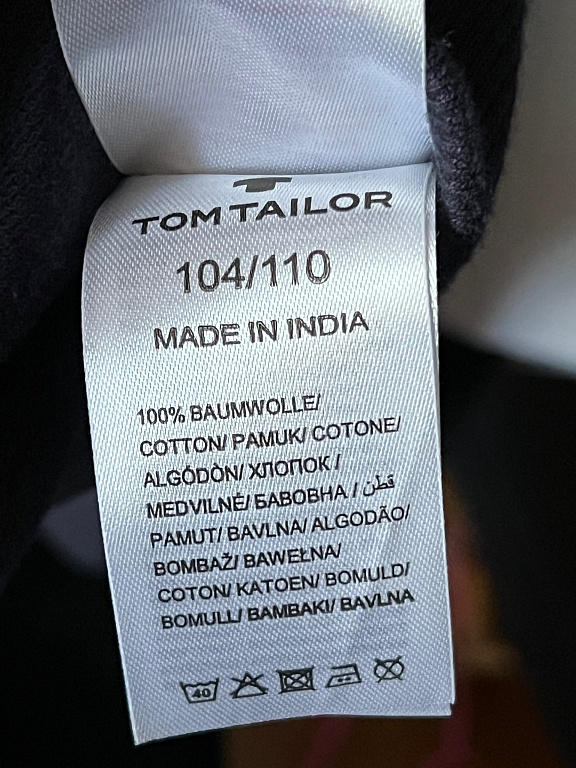 TOM TAILOR
104/110
MADE IN INDIA
100% BAUMWOLLE/
COTTON/ PAMUK/ COTONE/
ALGÓDÒN/ ХЛОПОК /
MEDVILNĖ/ БАВОВНА / قطن
PAMUT/ BAVLNA/ ALGODÃO/
BOMBAŽ/ BAWEŁNA/
COTON/ KATOEN/ BOMULD/
BOMULL/ BAMBAKI/ BAVLNA
40